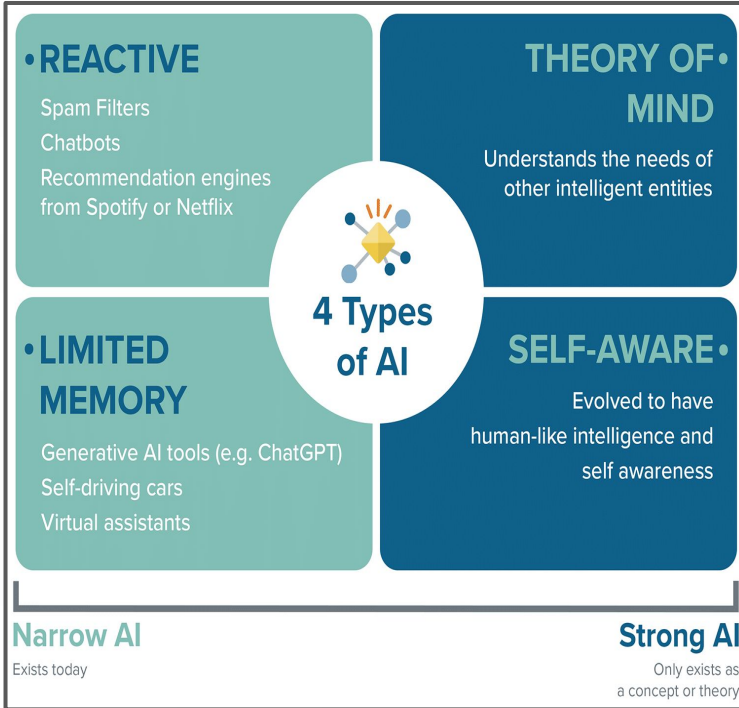 •REACTIVE
Spam Filters
Chatbots
Recommendation engines
from Spotify or Netflix
THEORY OF•
MIND
Understands the needs of
other intelligent entities
4 Types
of AI
•LIMITED
MEMORY
Generative AI tools (e.g. ChatGPT)
Self-driving cars
Virtual assistants
SELF-AWARE•
Evolved to have
human-like intelligence and
self awareness
Narrow AI
Exists today
Strong AI
Only exists as
a concept or theory